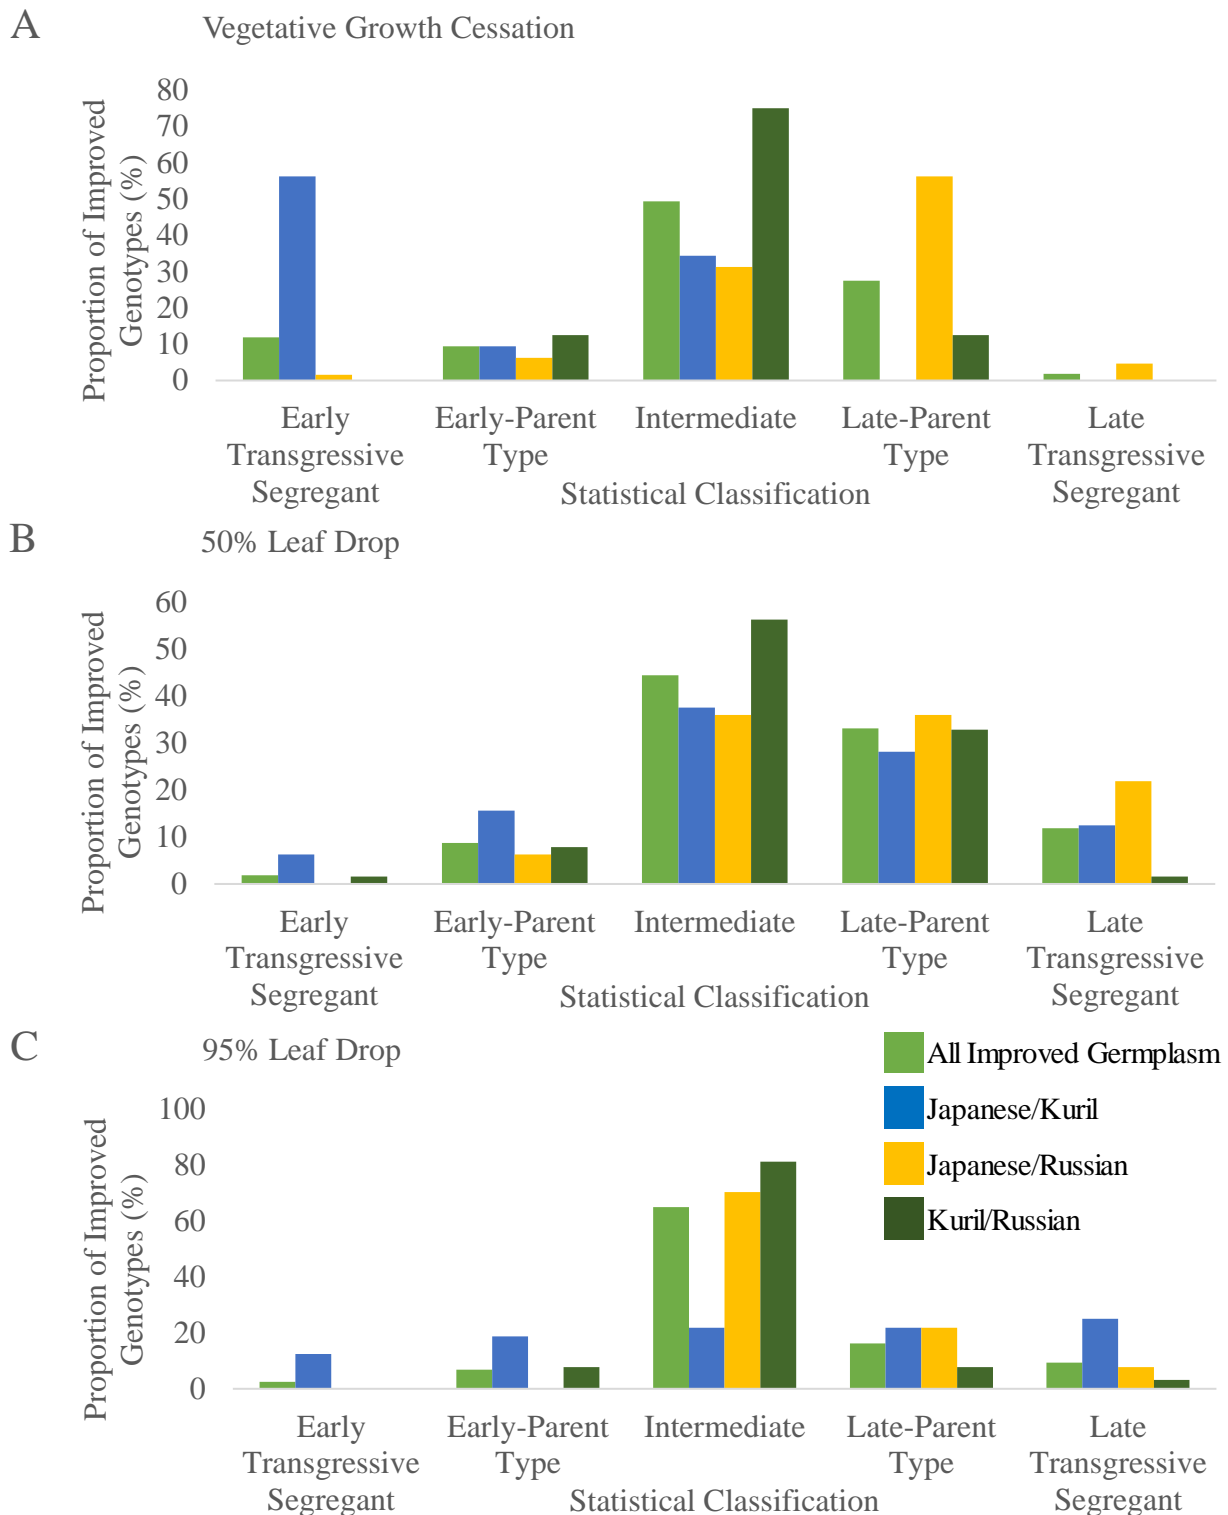 A
Vegetative Growth Cessation
Proportion of Improved
Genotypes (%)
80
70
60
50
40
30
20
10
0
Early
Transgressive
Segregant
Early-Parent
Type
Intermediate
Late-Parent
Type
Late
Transgressive
Segregant
Statistical Classification
B
50% Leaf Drop
Proportion of Improved
Genotypes (%)
60
50
40
30
20
10
0
Early
Transgressive
Segregant
Early-Parent
Type
Intermediate
Late-Parent
Type
Late
Transgressive
Segregant
Statistical Classification
C
95% Leaf Drop
All Improved Germplasm
Japanese/Kuril
Japanese/Russian
Kuril/Russian
Proportion of Improved
Genotypes (%)
100
80
60
40
20
0
Early
Transgressive
Segregant
Early-Parent
Type
Intermediate
Late-Parent
Type
Late
Transgressive
Segregant
Statistical Classification